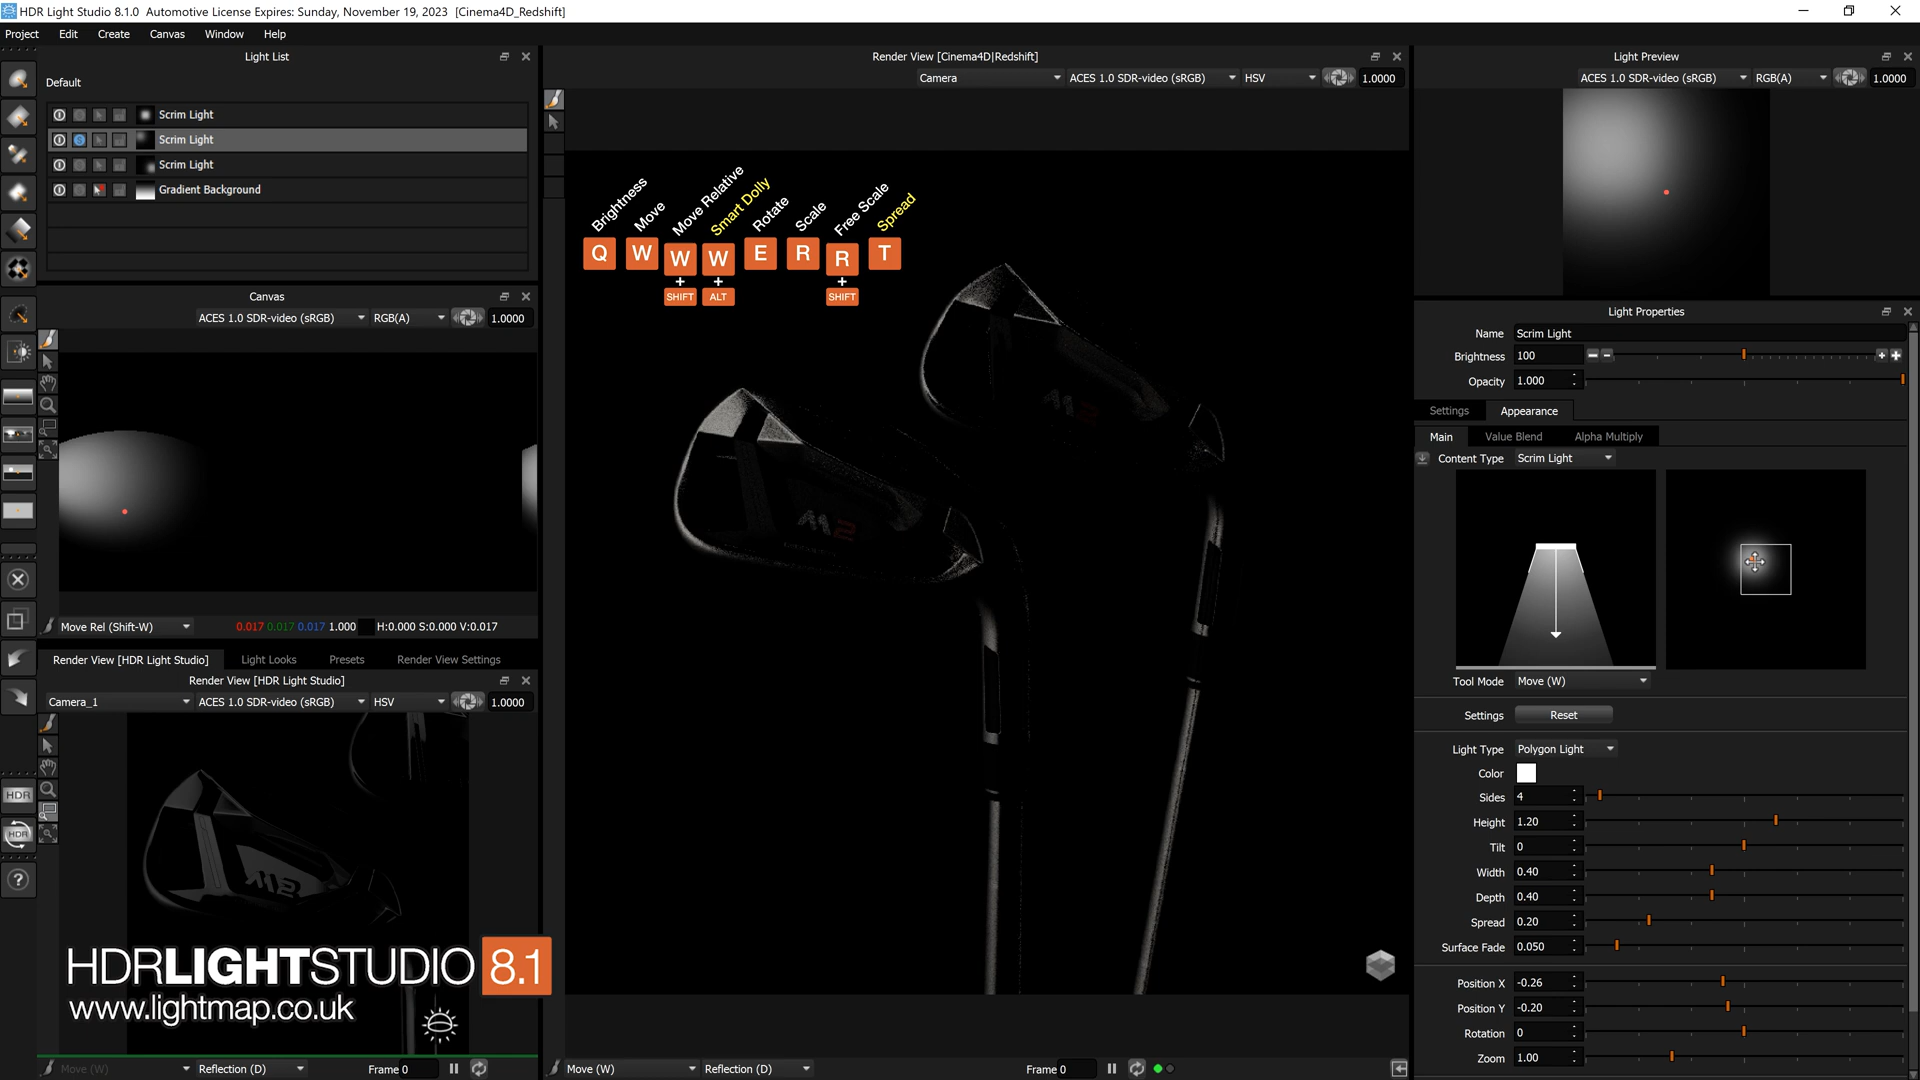 HDR Light Studio 8.1.0  Automotive License Expires: Sunday, November 19, 2023  [Cinema4D_Redshift]
Project Edit Create Canvas Window Help
Light List
Default
Scrim Light
Scrim Light
Scrim Light
Gradient Background
Canvas
ACES 1.0 SDR-video (sRGB) RGB(A) 1.0000
Move Rel (Shift-W) 0.017 0.017 0.017 1.000 H:0.000 S:0.000 V:0.017
Render View [HDR Light Studio] Light Looks Presets Render View Settings
Render View [HDR Light Studio]
Camera_1 ACES 1.0 SDR-video (sRGB) HSV 1.0000
HDR
HDR
?
M2
HDRLIGHTSTUDIO 8.1
www.lightmap.co.uk
Move (W) Reflection (D) Frame 0
Render View [Cinema4D|Redshift]
Camera ACES 1.0 SDR-video (sRGB) HSV 1.0000
Brightness Move Move Relative Smart Dolly Rotate Scale Free Scale Spread
Q W W W E R R T
+ + +
SHIFT ALT SHIFT
M2
M2
Move (W) Reflection (D) Frame 0
Light Preview
ACES 1.0 SDR-video (sRGB) RGB(A) 1.0000
Light Properties
Name Scrim Light
Brightness 100
Opacity 1.000
Settings Appearance
Main Value Blend Alpha Multiply
Content Type Scrim Light
Tool Mode Move (W)
Settings Reset
Light Type Polygon Light
Color
Sides 4
Height 1.20
Tilt 0
Width 0.40
Depth 0.40
Spread 0.20
Surface Fade 0.050
Position X -0.26
Position Y -0.20
Rotation 0
Zoom 1.00